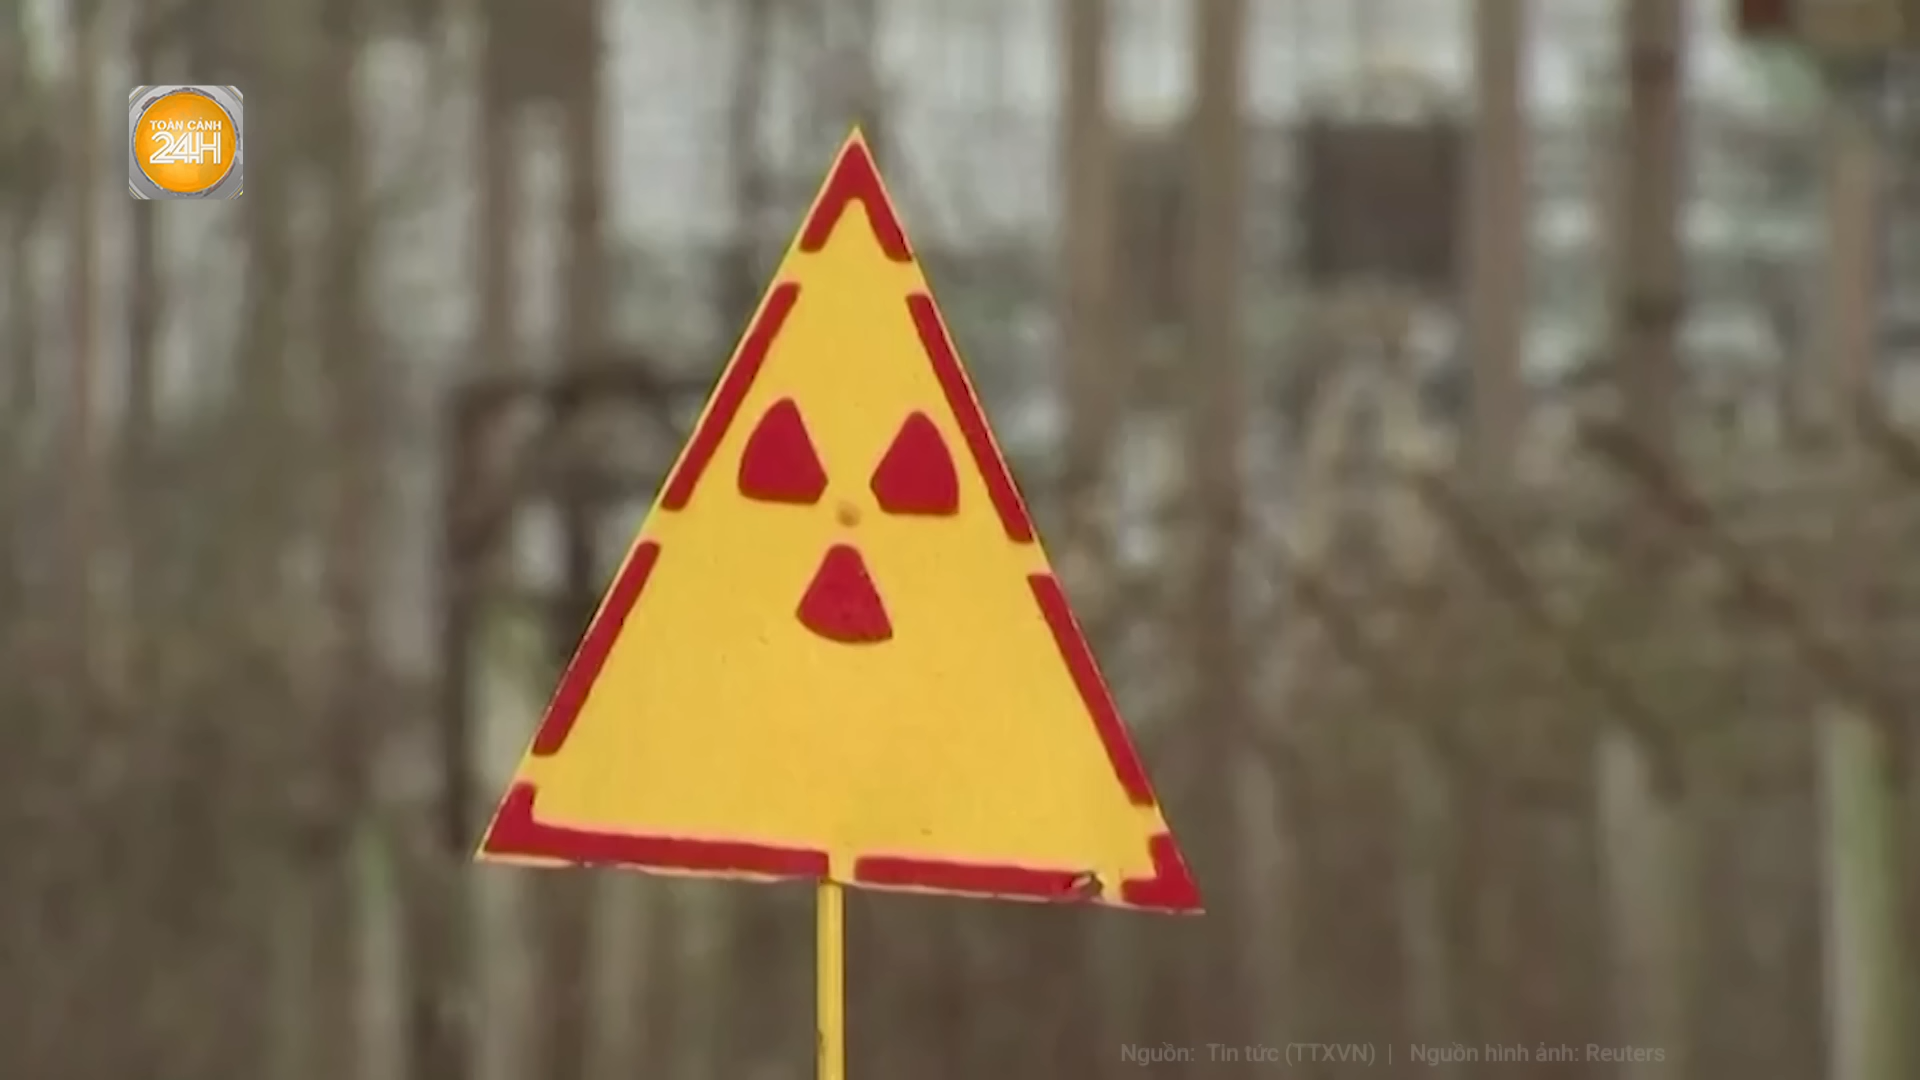 TOÀN CẢNH
24H
Nguồn: Tin tức (TTXVN) | Nguồn hình ảnh: Reuters